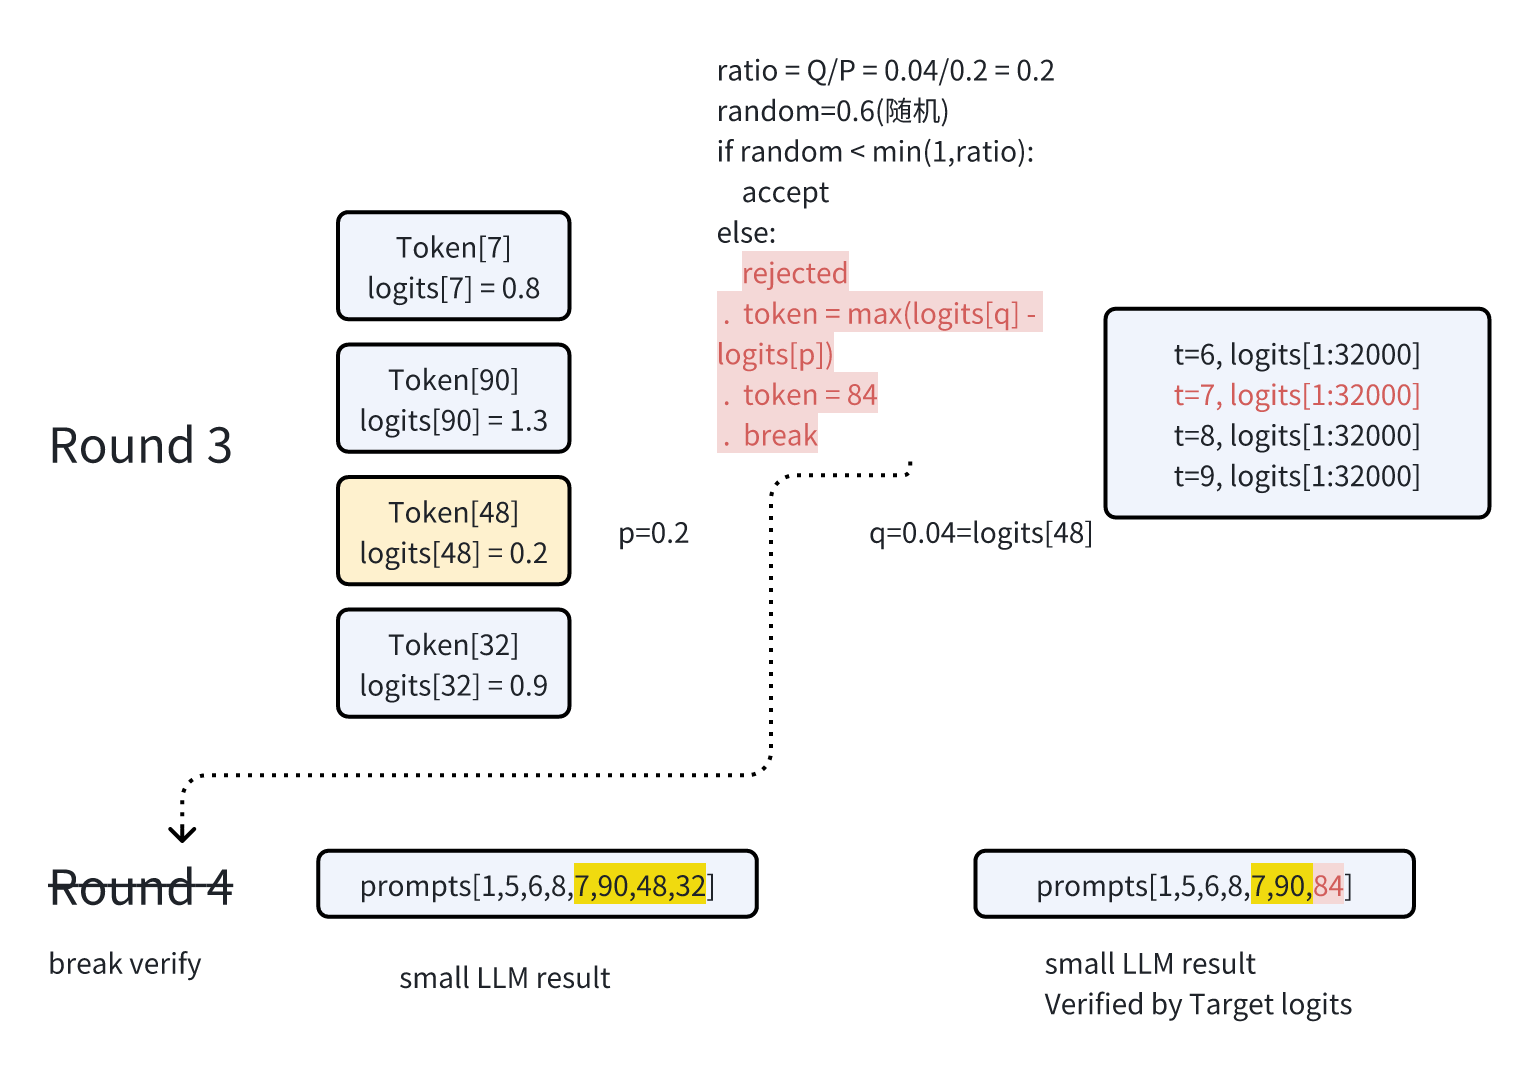 ratio = Q/P = 0.04/0.2 = 0.2
random=0.6(随机)
if random < min(1,ratio):
accept
else:
rejected
. token = max(logits[q] -
logits[p])
. token = 84
. break
Round 3
Token[7]
logits[7] = 0.8
Token[90]
logits[90] = 1.3
Token[48]
logits[48] = 0.2
Token[32]
logits[32] = 0.9
p=0.2
q=0.04=logits[48]
t=6, logits[1:32000]
t=7, logits[1:32000]
t=8, logits[1:32000]
t=9, logits[1:32000]
Round 4
break verify
prompts[1,5,6,8,7,90,48,32]
small LLM result
prompts[1,5,6,8,7,90,84]
small LLM result
Verified by Target logits